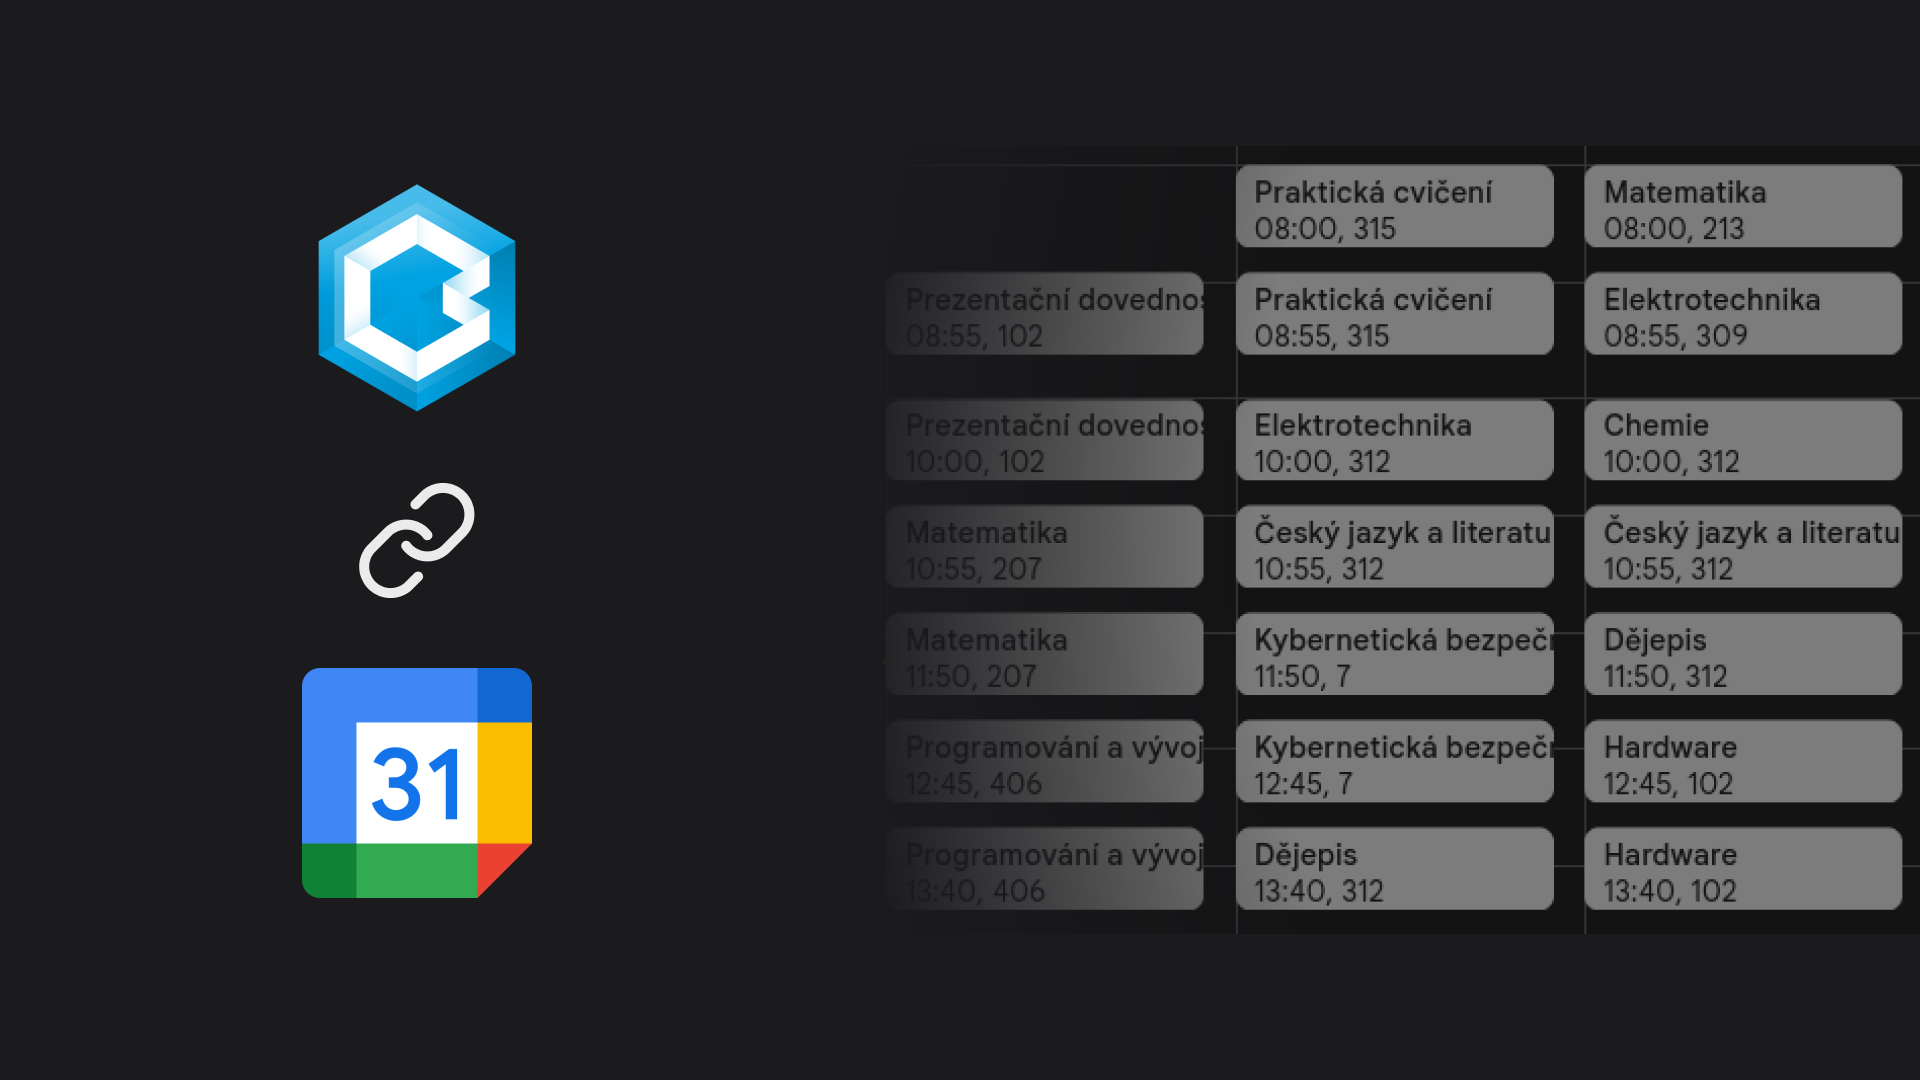 31
Prezentační dovednos
08:55, 102
Prezentační dovednos
10:00, 102
Matematika
10:55, 207
Matematika
11:50, 207
Programování a vývoj
12:45, 406
Programování a vývoj
13:40, 406
Praktická cvičení
08:00, 315
Praktická cvičení
08:55, 315
Elektrotechnika
10:00, 312
Český jazyk a literatu
10:55, 312
Kybernetická bezpečn
11:50, 7
Kybernetická bezpečn
12:45, 7
Dějepis
13:40, 312
Matematika
08:00, 213
Elektrotechnika
08:55, 309
Chemie
10:00, 312
Český jazyk a literatu
10:55, 312
Dějepis
11:50, 312
Hardware
12:45, 102
Hardware
13:40, 102